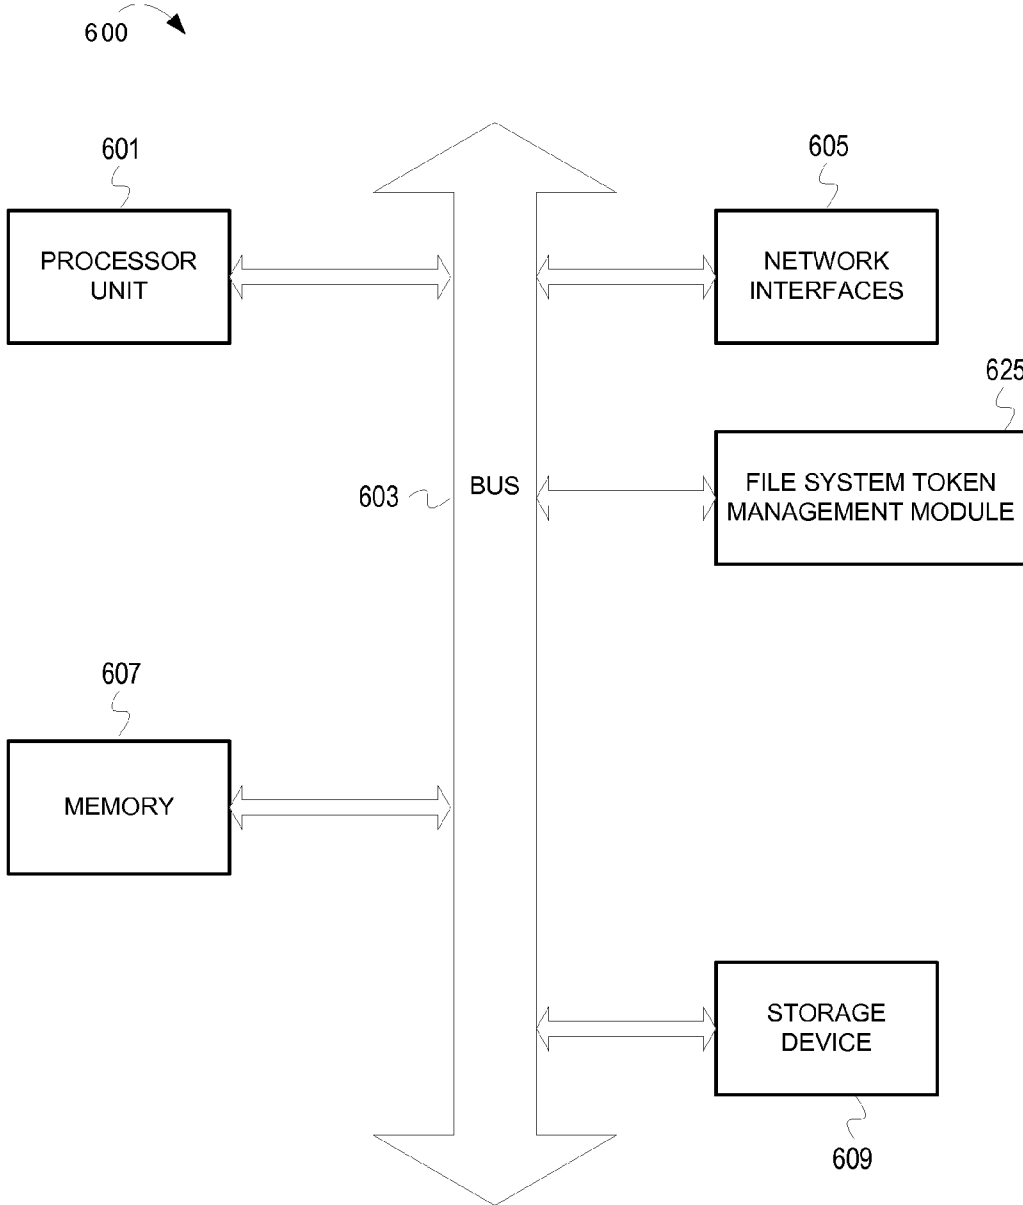 600
601
605
PROCESSOR
UNIT
NETWORK
INTERFACES
625
603
BUS
FILE SYSTEM TOKEN
MANAGEMENT MODULE
607
MEMORY
STORAGE
DEVICE
609